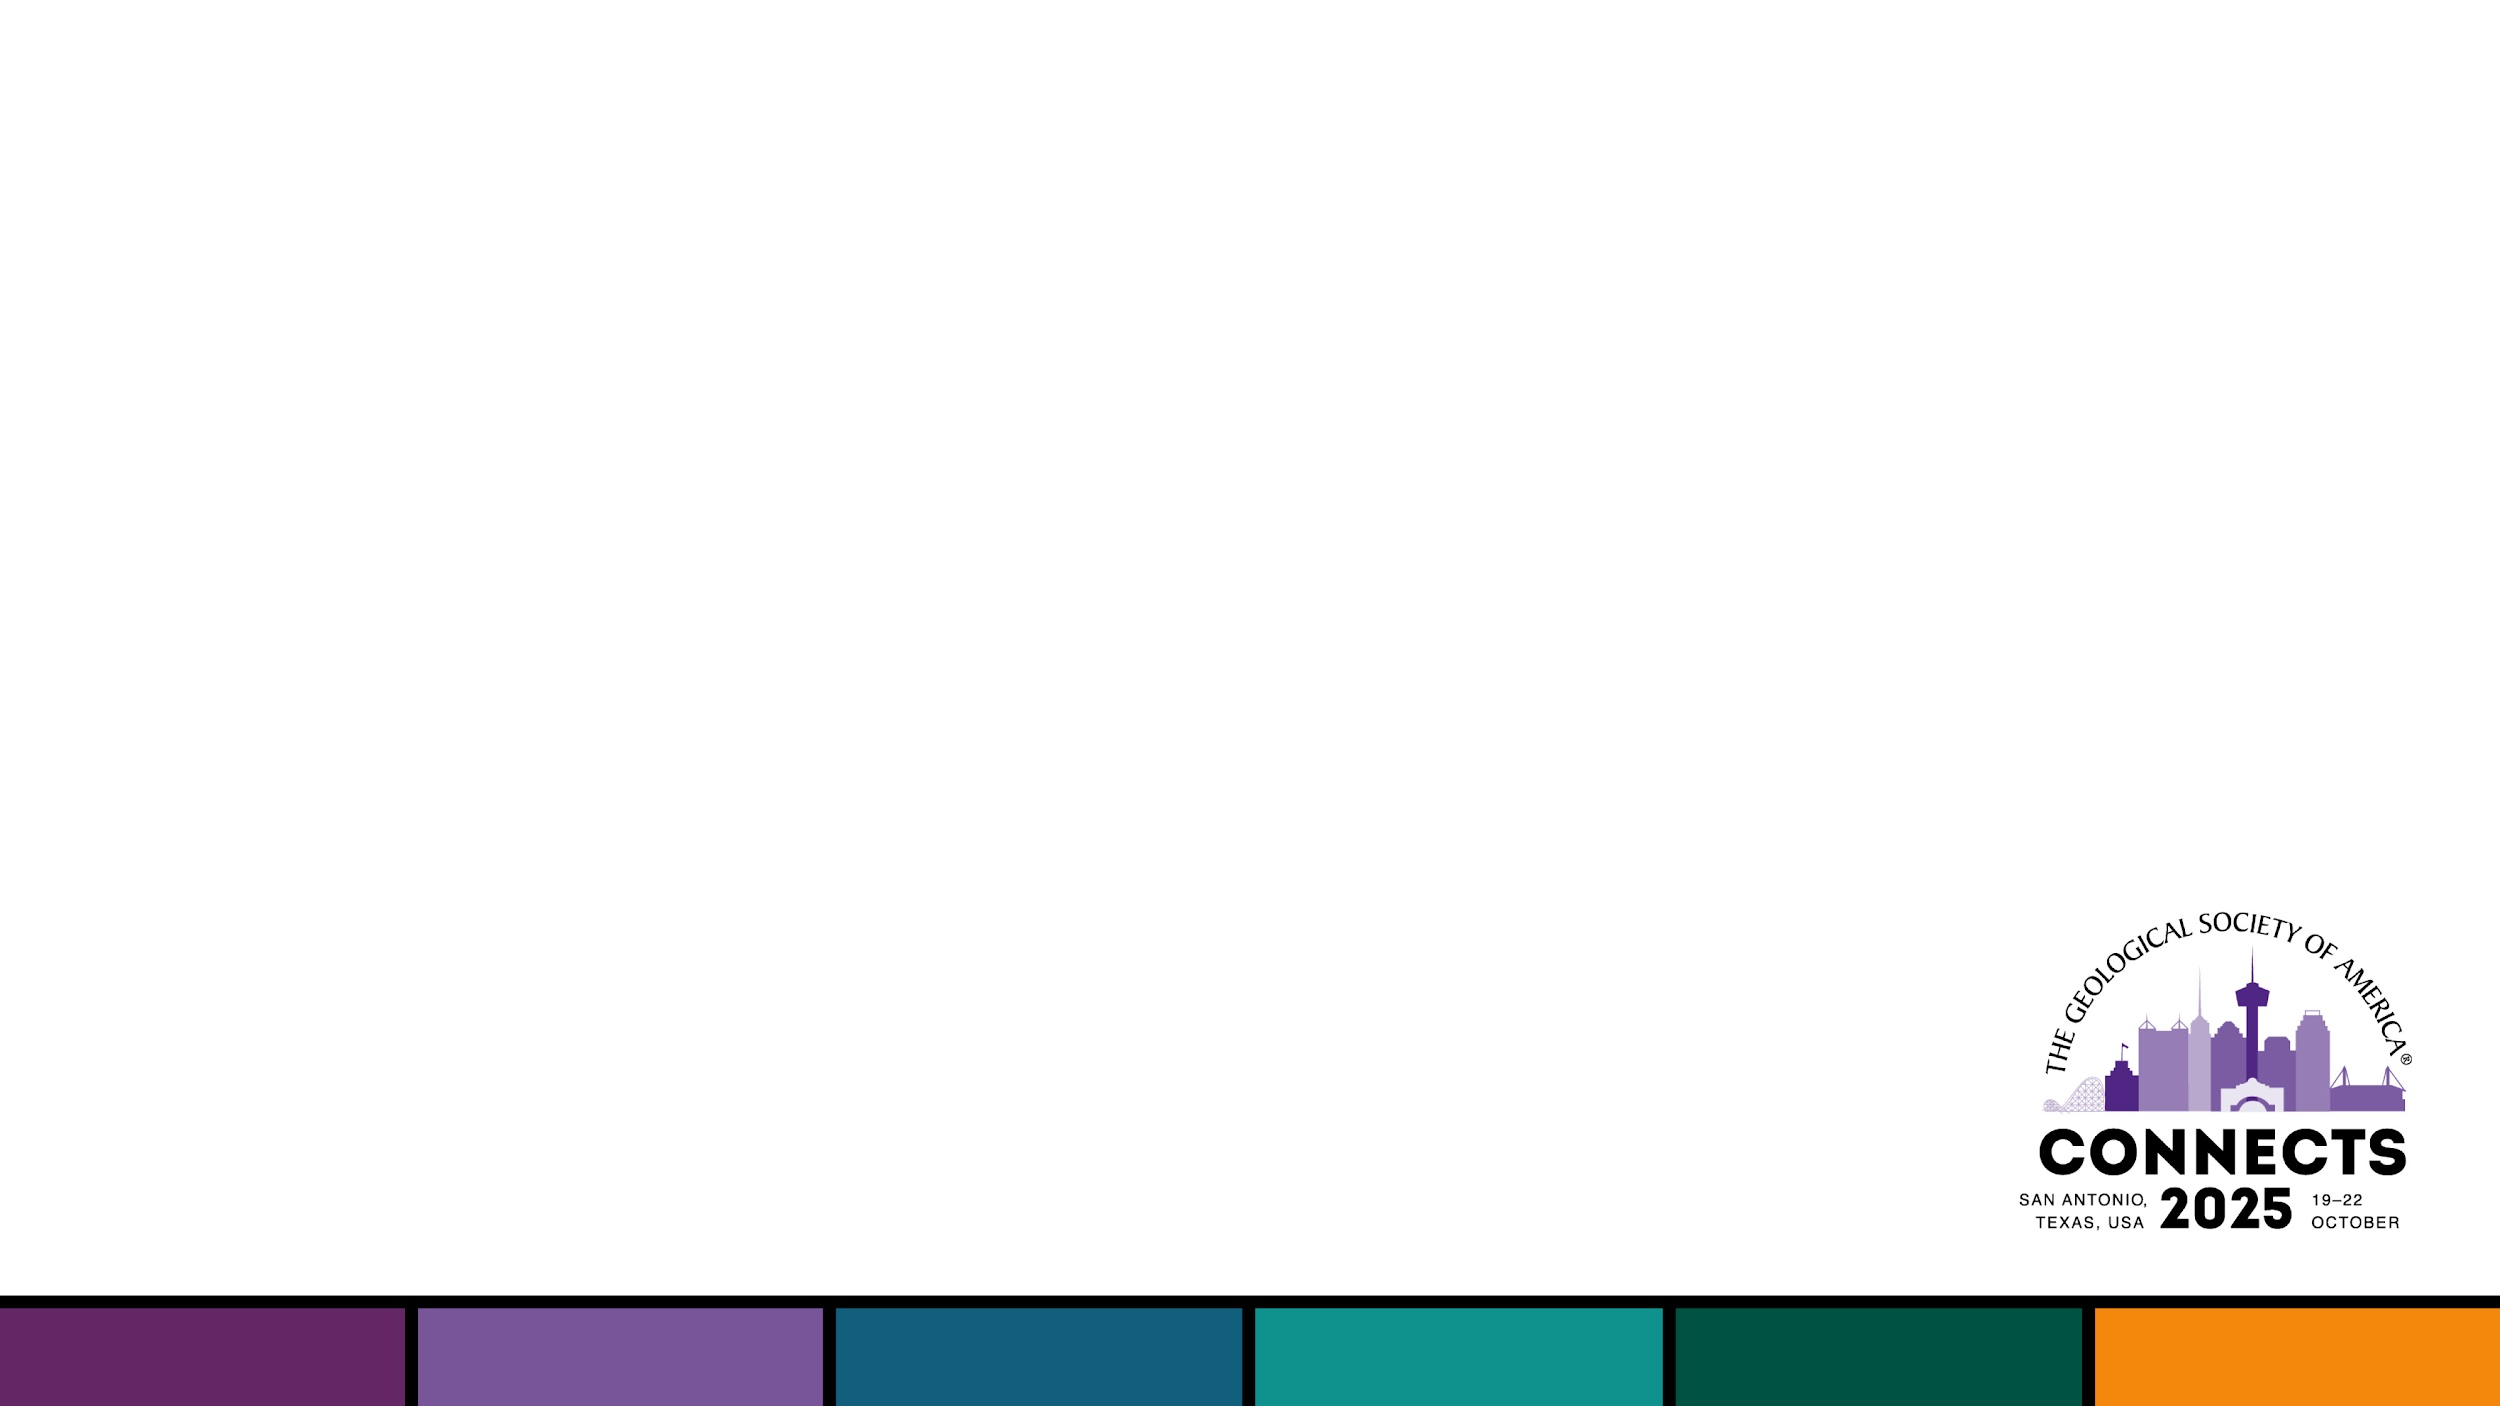 THE GEOLOGICAL SOCIETY OF AMERICA®
CONNECTS
SAN ANTONIO,
TEXAS, USA
2025
19–22
OCTOBER